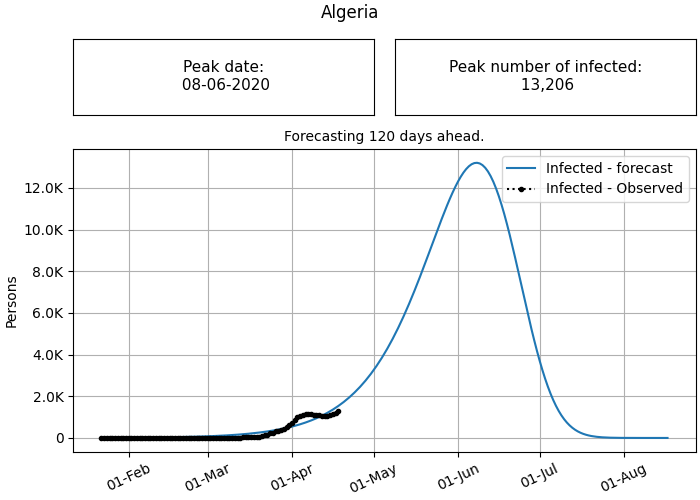 Algeria
Peak date:
08-06-2020
Peak number of infected:
13,206
Forecasting 120 days ahead.
Infected - forecast
Infected - Observed
Persons
12.0K
10.0K
8.0K
6.0K
4.0K
2.0K
0
01-Feb
01-Mar
01-Apr
01-May
01-Jun
01-Jul
01-Aug